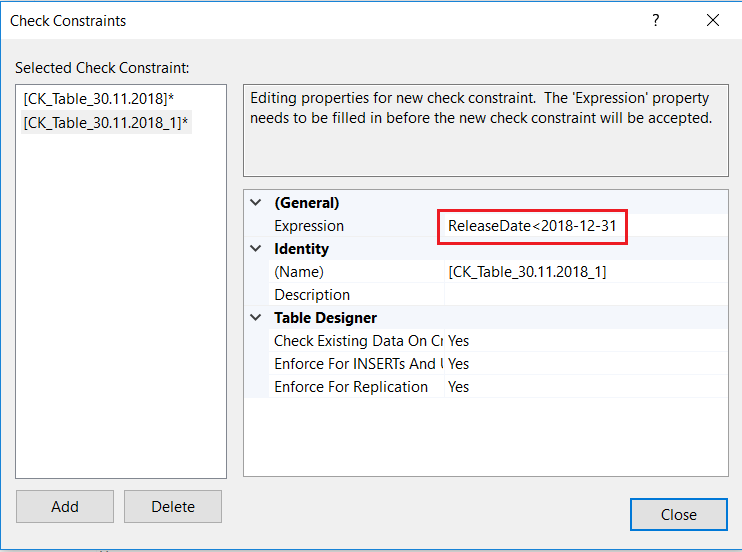 Check Constraints
?
Selected Check Constraint:
[CK_Table_30.11.2018]*
[CK_Table_30.11.2018_1]*
Editing properties for new check constraint. The 'Expression' property
needs to be filled in before the new check constraint will be accepted.
(General)
Expression ReleaseDate<2018-12-31
Identity
(Name) [CK_Table_30.11.2018_1]
Description
Table Designer
Check Existing Data On Cr Yes
Enforce For INSERTs And U Yes
Enforce For Replication Yes
Add Delete
Close